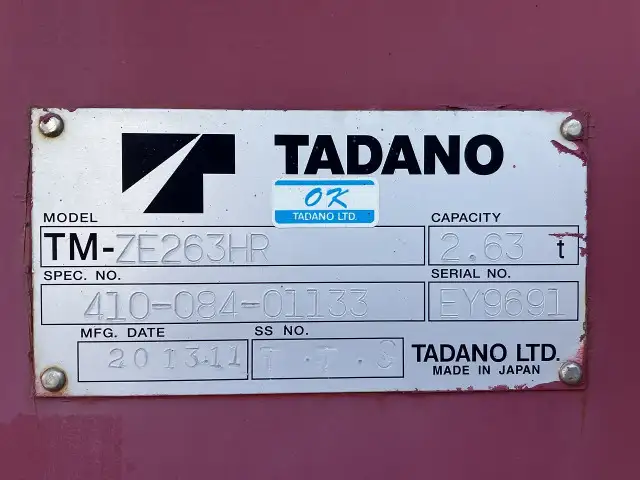 TADANO
OK
TADANO LTD.
MODEL
CAPACITY
TM-ZE263HR
2.63 t
SPEC. NO.
SERIAL NO.
410-084-01133
EY9691
MFG. DATE
SS NO.
2013.11
TADANO LTD.
MADE IN JAPAN